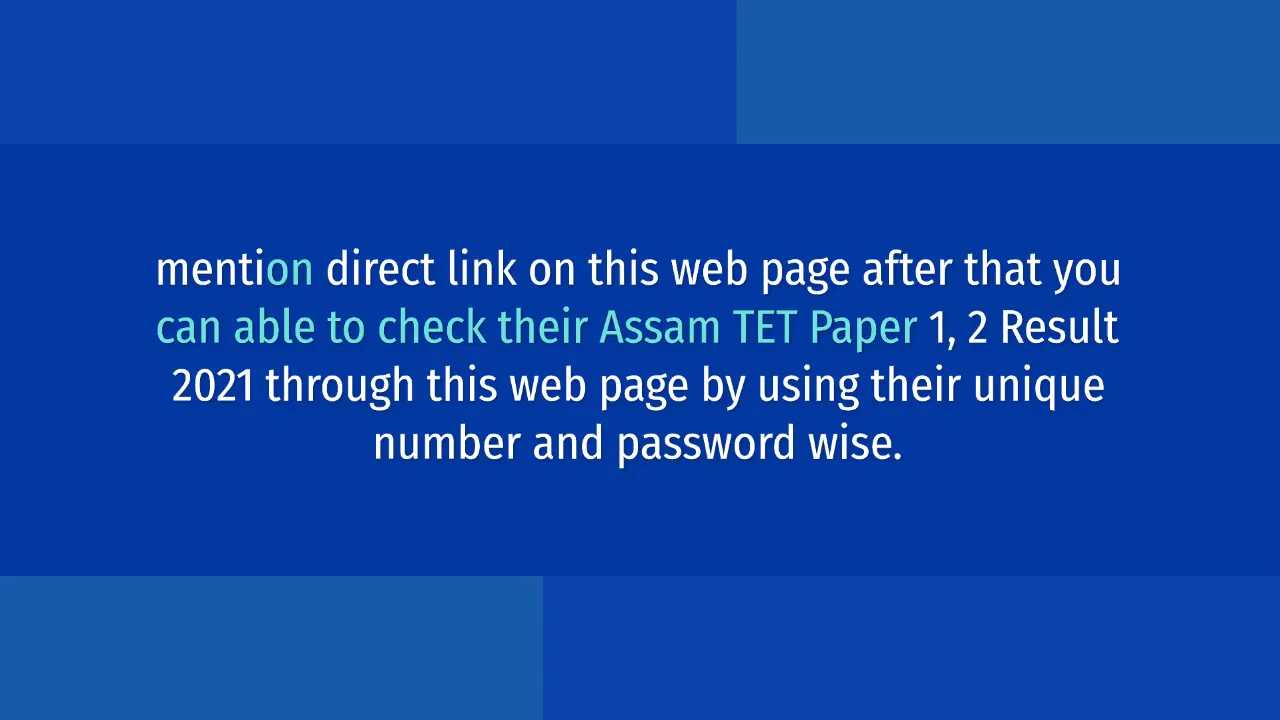 mention direct link on this web page after that you
can able to check their Assam TET Paper 1, 2 Result
2021 through this web page by using their unique
number and password wise.